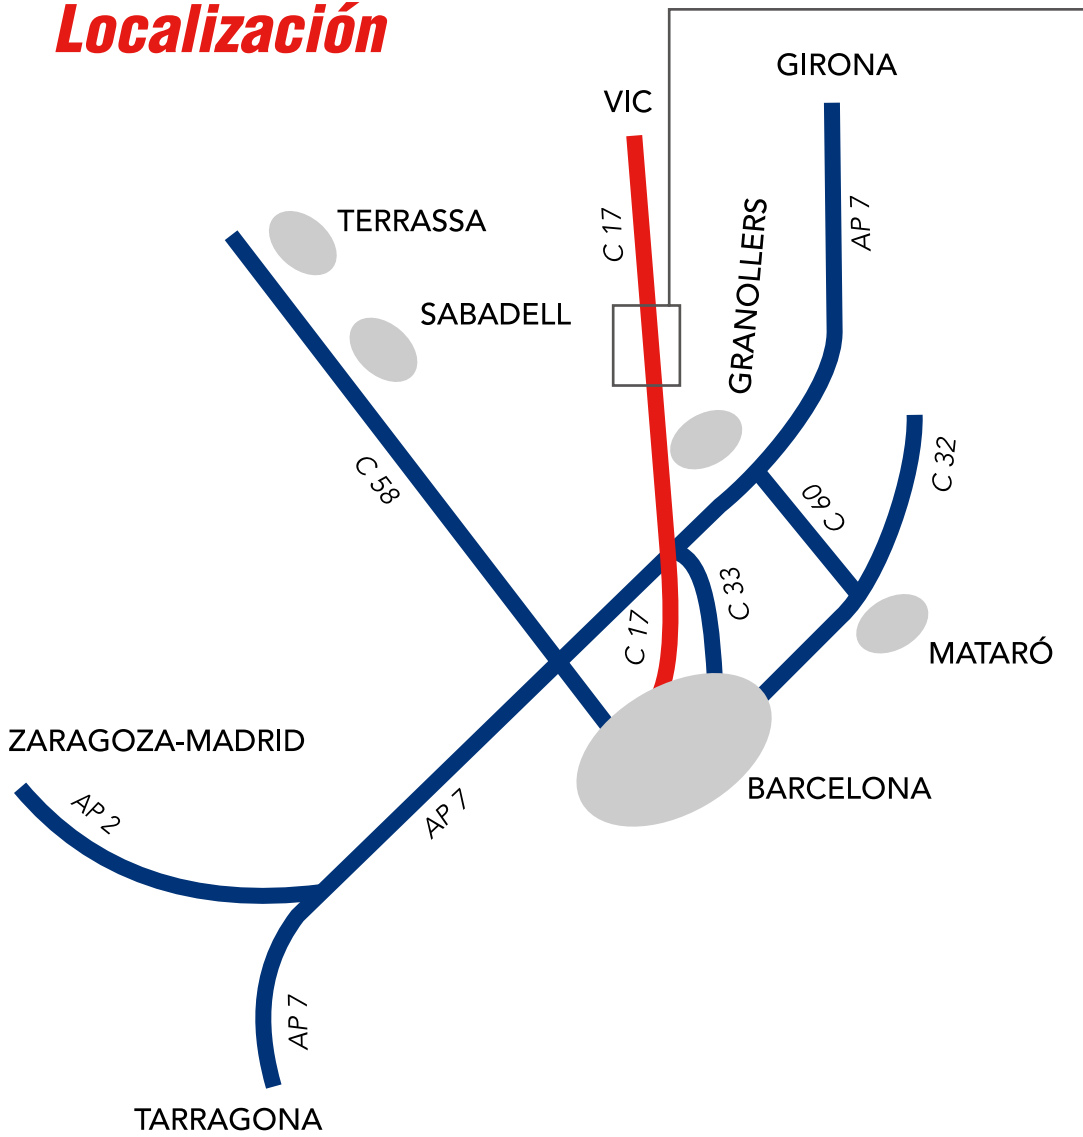 Localización
GIRONA
VIC
TERRASSA
C 17
AP 7
GRANOLLERS
SABADELL
C 58
C 32
C 60
C 33
C 17
MATARÓ
ZARAGOZA-MADRID
BARCELONA
AP 2
AP 7
AP 7
TARRAGONA